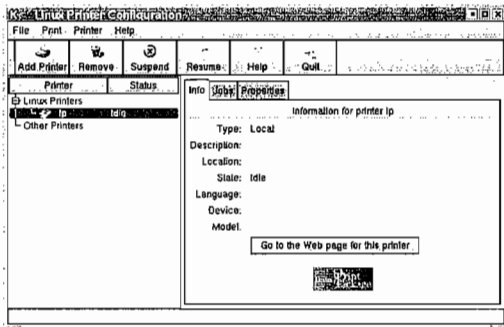 Linux Printer Configuration
File Print Printer Help
Add Printer Remove Suspend Resume Help Quit
Printer Status
Linux Printers
lp Idle
Other Printers
Info Jobs Properties
Information for printer lp
Type: Local
Description:
Location:
State: Idle
Language:
Device:
Model.
Go to the Web page for this printer
Print